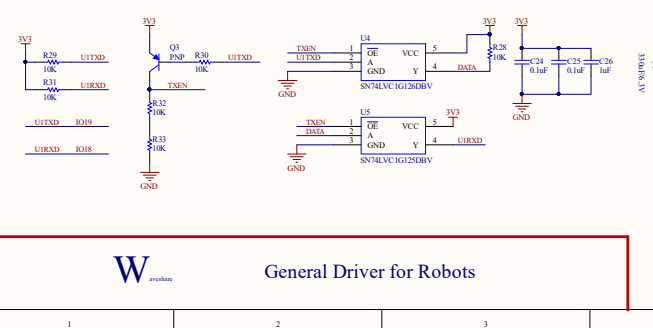 3V3
R29
10K
U1TXD
R31
10K
U1RXD
U1TXD IO19
U1RXD IO18
3V3
Q3
PNP
R30
10K
U1TXD
TXEN
R32
10K
R33
10K
GND
U4
TXEN 1 OE VCC 5
U1TXD 2 A
3 GND Y 4 DATA
SN74LVC1G126DBV
GND
3V3
R28
10K
U5
TXEN 1 OE VCC 5 3V3
DATA 2 A
3 GND Y 4 U1RXD
SN74LVC1G125DBV
GND
3V3
C24
0.1uF
C25
0.1uF
C26
1uF
GND
Waveshare
General Driver for Robots
1 2 3